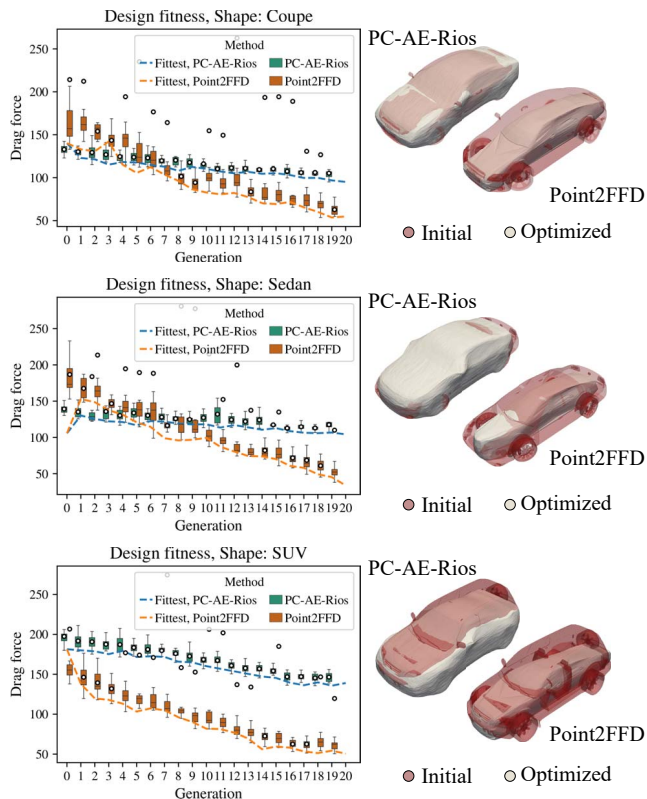 Design fitness, Shape: Coupe
Method
Fittest, PC-AE-Rios
PC-AE-Rios
Fittest, Point2FFD
Point2FFD
250
200
150
100
50
Drag force
0 1 2 3 4 5 6 7 8 9 10 11 12 13 14 15 16 17 18 19 20
Generation
PC-AE-Rios
Point2FFD
Initial
Optimized
Design fitness, Shape: Sedan
Method
Fittest, PC-AE-Rios
PC-AE-Rios
Fittest, Point2FFD
Point2FFD
250
200
150
100
50
Drag force
0 1 2 3 4 5 6 7 8 9 10 11 12 13 14 15 16 17 18 19 20
Generation
PC-AE-Rios
Point2FFD
Initial
Optimized
Design fitness, Shape: SUV
Method
Fittest, PC-AE-Rios
PC-AE-Rios
Fittest, Point2FFD
Point2FFD
250
200
150
100
50
Drag force
0 1 2 3 4 5 6 7 8 9 10 11 12 13 14 15 16 17 18 19 20
Generation
PC-AE-Rios
Point2FFD
Initial
Optimized